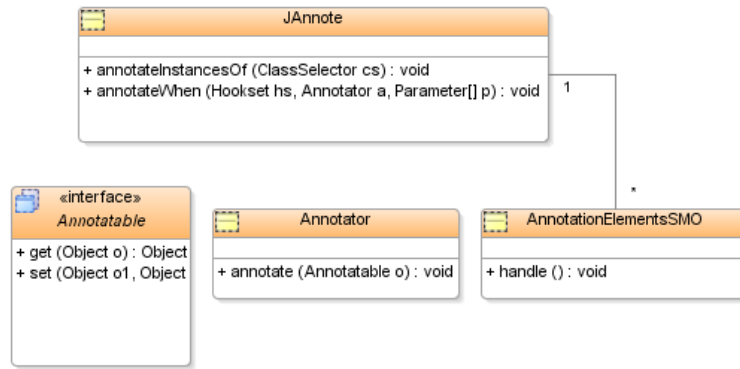 JAnnote
+ annotateInstancesOf (ClassSelector cs) : void
+ annotateWhen (Hookset hs, Annotator a, Parameter[] p) : void
1
*
«interface»
Annotatable
+ get (Object o) : Object
+ set (Object o1, Object
Annotator
+ annotate (Annotatable o) : void
AnnotationElementsSMO
+ handle () : void